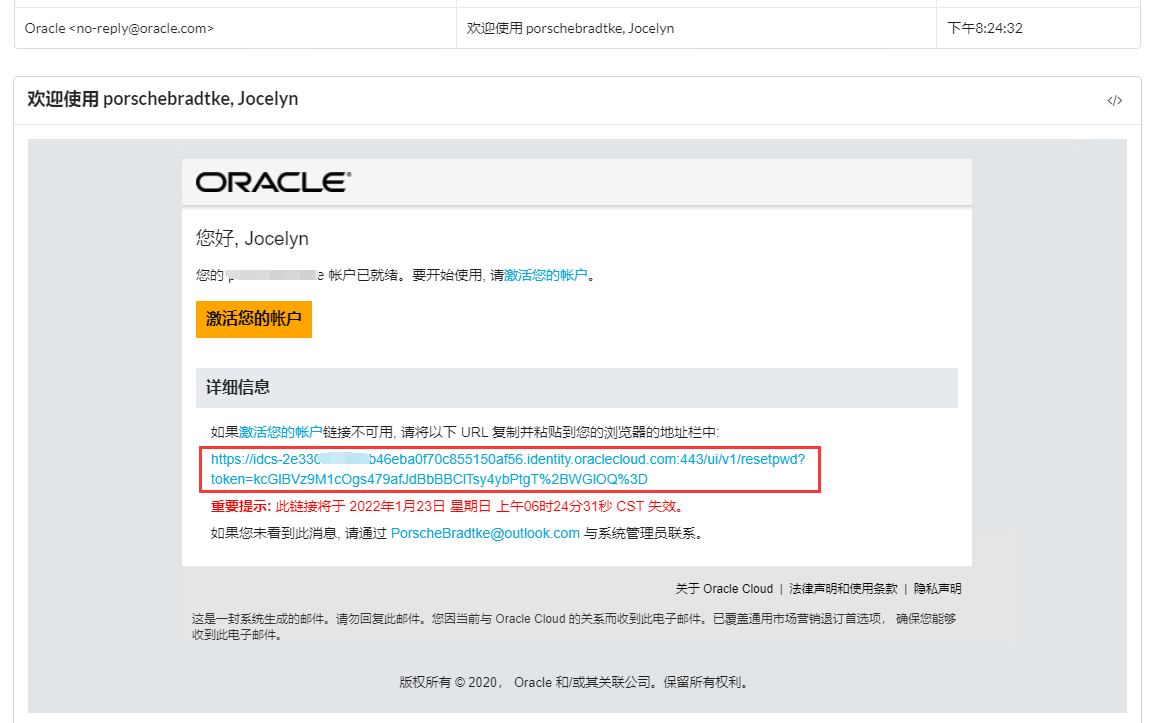 Oracle <no-reply@oracle.com> 欢迎使用 porschebradtke, Jocelyn 下午8:24:32
欢迎使用 porschebradtke, Jocelyn </>
ORACLE®
您好, Jocelyn
您的 e 帐户已就绪。要开始使用, 请激活您的帐户。
激活您的帐户
详细信息
如果激活您的帐户链接不可用, 请将以下 URL 复制并粘贴到您的浏览器的地址栏中:
https://idcs-2e330 b46eba0f70c855150af56.identity.oraclecloud.com:443/ui/v1/resetpwd?
token=kcGIBVz9M1cOgs479afJdBbBBCITsy4ybPtgT%2BWGIOQ%3D
重要提示: 此链接将于 2022年1月23日 星期日 上午06时24分31秒 CST 失效。
如果您未看到此消息, 请通过 PorscheBradtke@outlook.com 与系统管理员联系。
关于 Oracle Cloud | 法律声明和使用条款 | 隐私声明
这是一封系统生成的邮件。请勿回复此邮件。您因当前与 Oracle Cloud 的关系而收到此电子邮件。已覆盖通用市场营销退订首选项， 确保您能够
收到此电子邮件。
版权所有 © 2020， Oracle 和/或其关联公司。保留所有权利。